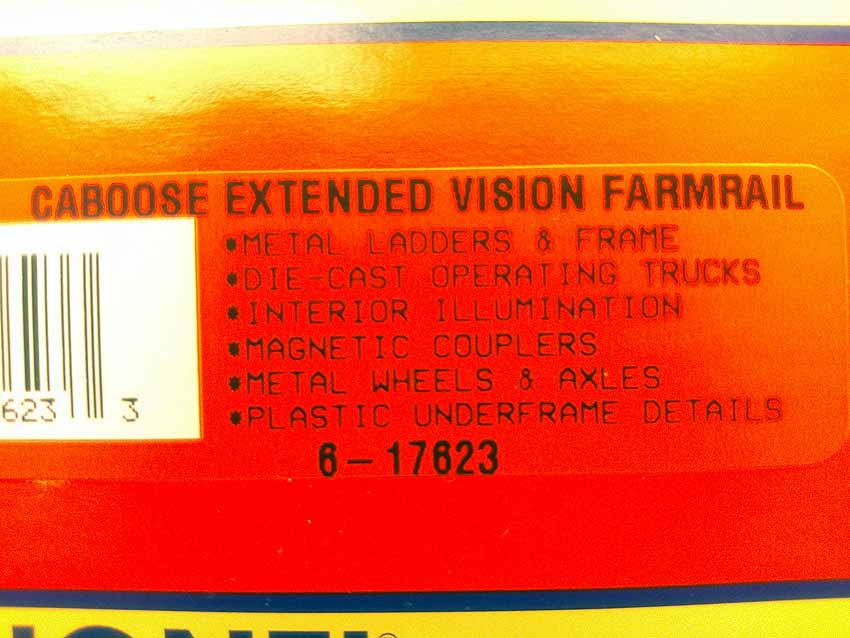 CABOOSE EXTENDED VISION FARMRAIL
*METAL LADDERS & FRAME
*DIE-CAST OPERATING TRUCKS
*INTERIOR ILLUMINATION
*MAGNETIC COUPLERS
*METAL WHEELS & AXLES
*PLASTIC UNDERFRAME DETAILS
623 3
6-17623